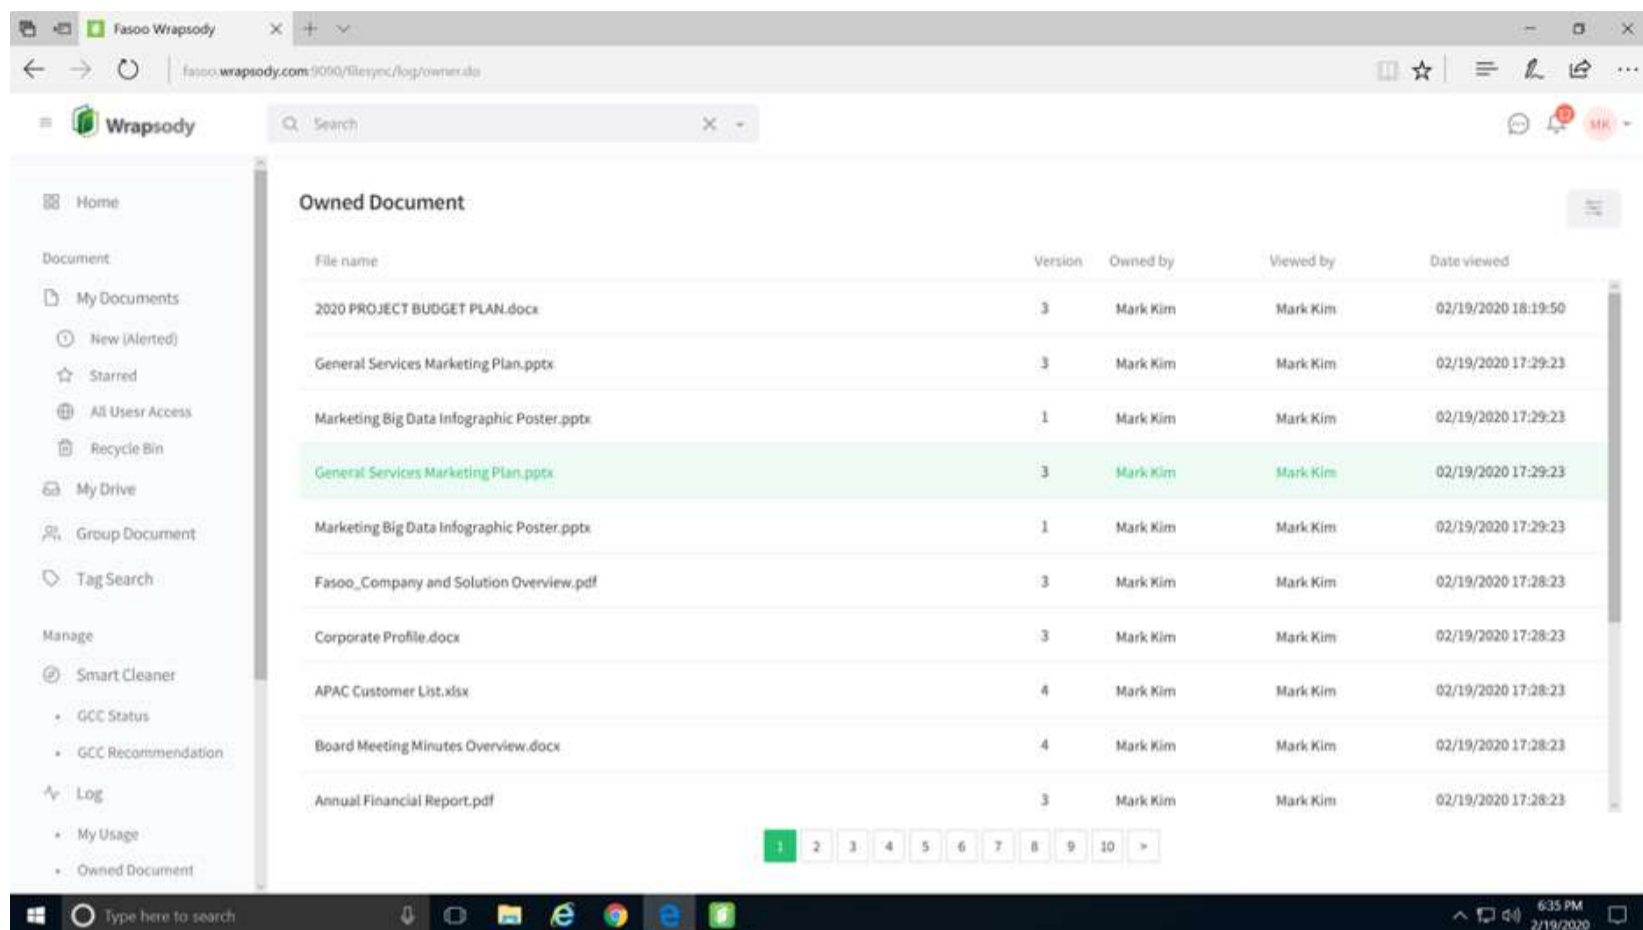 Fasoo Wrapsody
fasoo.wrapsody.com:9090/filesync/log/owner.do
Wrapsody
Search
12
MK
Home
Owned Document
Document
File name Version Owned by Viewed by Date viewed
My Documents
2020 PROJECT BUDGET PLAN.docx 3 Mark Kim Mark Kim 02/19/2020 18:19:50
New (Alerted)
General Services Marketing Plan.pptx 3 Mark Kim Mark Kim 02/19/2020 17:29:23
Starred
All Usesr Access
Marketing Big Data Infographic Poster.pptx 1 Mark Kim Mark Kim 02/19/2020 17:29:23
Recycle Bin
General Services Marketing Plan.pptx 3 Mark Kim Mark Kim 02/19/2020 17:29:23
My Drive
Group Document
Marketing Big Data Infographic Poster.pptx 1 Mark Kim Mark Kim 02/19/2020 17:29:23
Tag Search
Fasoo_Company and Solution Overview.pdf 3 Mark Kim Mark Kim 02/19/2020 17:28:23
Manage
Corporate Profile.docx 3 Mark Kim Mark Kim 02/19/2020 17:28:23
Smart Cleaner
APAC Customer List.xlsx 4 Mark Kim Mark Kim 02/19/2020 17:28:23
GCC Status
GCC Recommendation
Board Meeting Minutes Overview.docx 4 Mark Kim Mark Kim 02/19/2020 17:28:23
Log
Annual Financial Report.pdf 3 Mark Kim Mark Kim 02/19/2020 17:28:23
My Usage
1 2 3 4 5 6 7 8 9 10 >
Owned Document
Type here to search
6:35 PM
2/19/2020